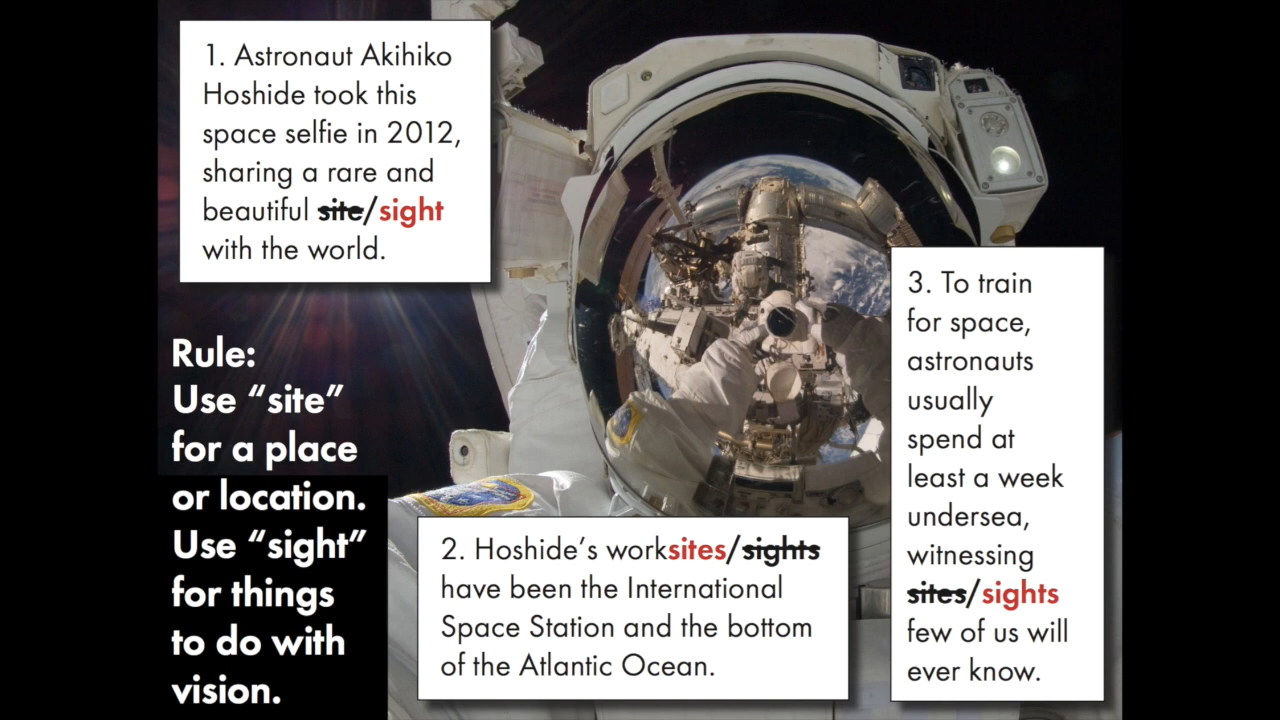 1. Astronaut Akihiko
Hoshide took this
space selfie in 2012,
sharing a rare and
beautiful site/sight
with the world.
Rule:
Use “site”
for a place
or location.
Use “sight”
for things
to do with
vision.
2. Hoshide’s worksites/sights
have been the International
Space Station and the bottom
of the Atlantic Ocean.
3. To train
for space,
astronauts
usually
spend at
least a week
undersea,
witnessing
sites/sights
few of us will
ever know.